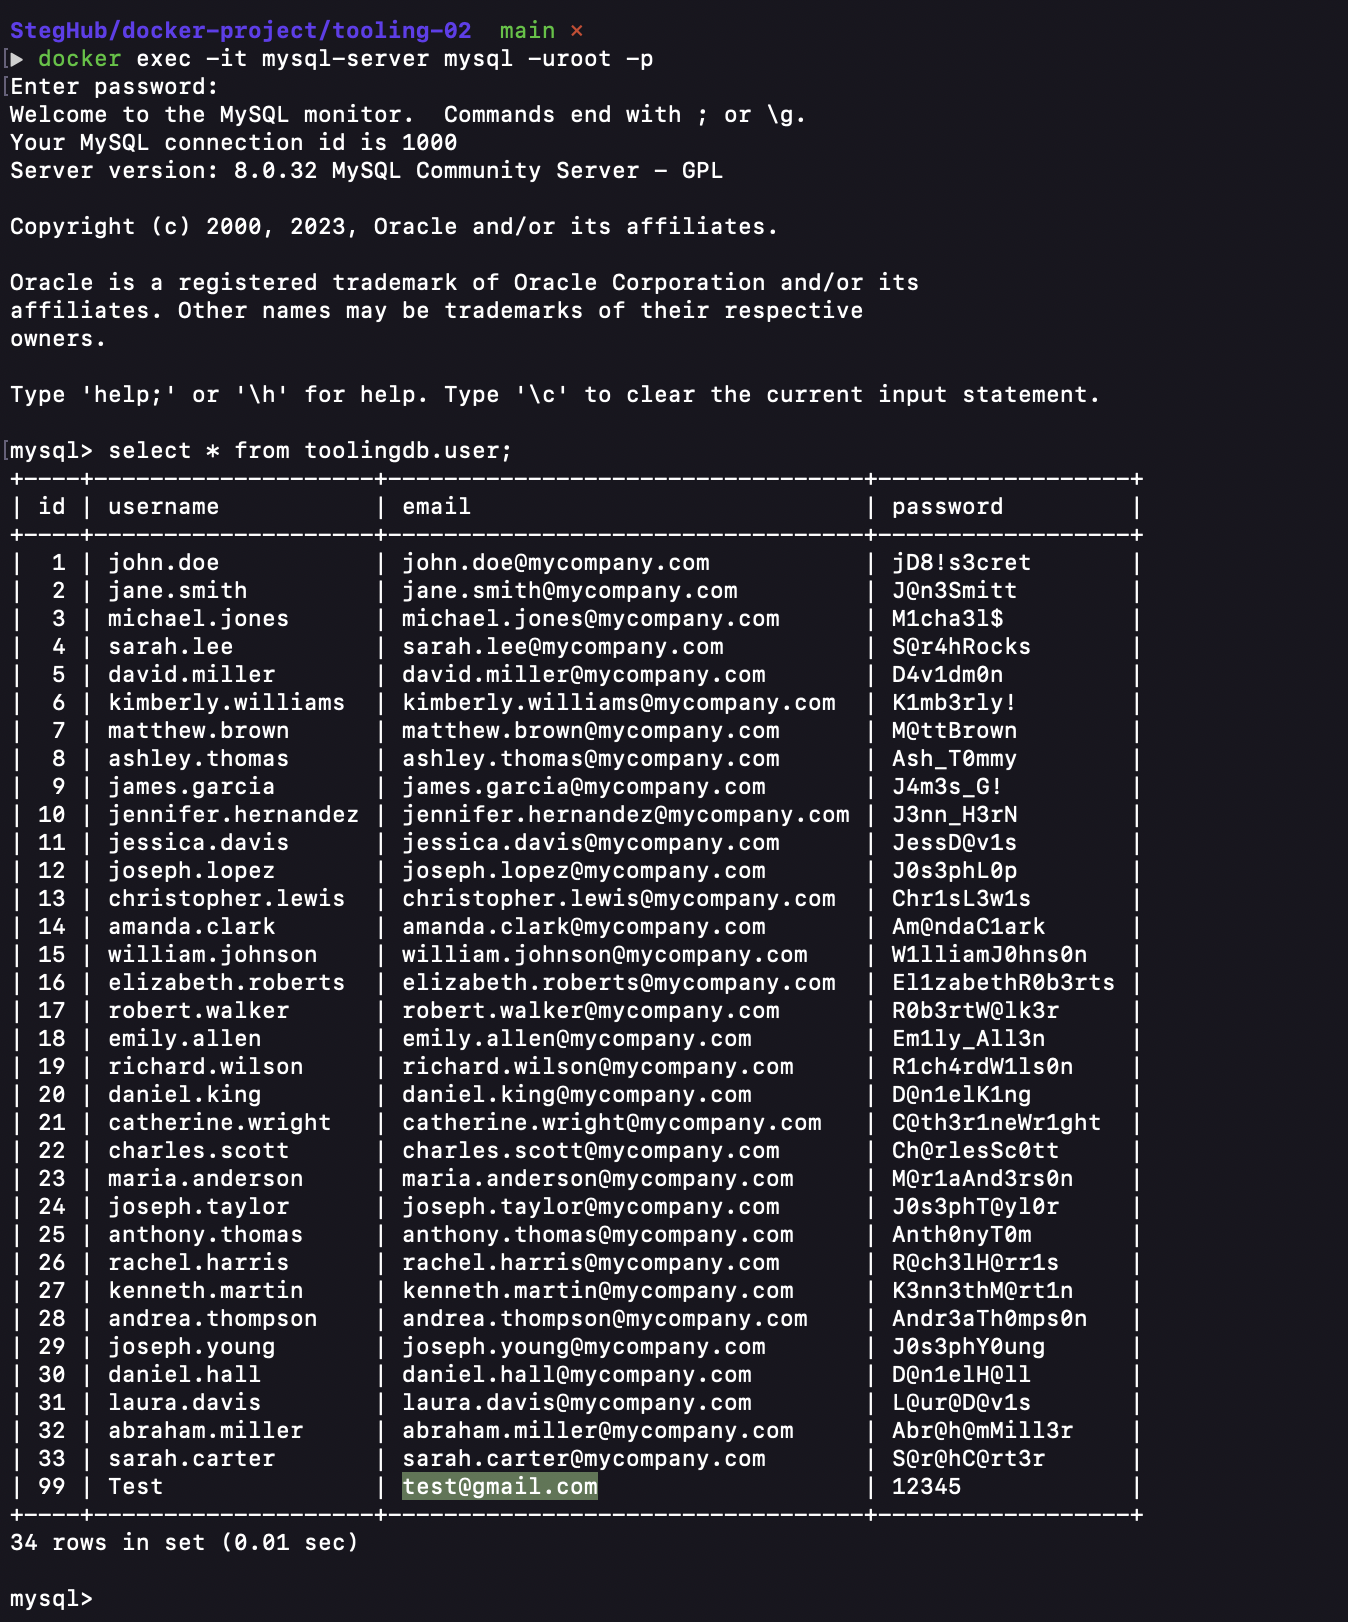 StegHub/docker-project/tooling-02  main ×
▶ docker exec -it mysql-server mysql -uroot -p
Enter password:
Welcome to the MySQL monitor.  Commands end with ; or \g.
Your MySQL connection id is 1000
Server version: 8.0.32 MySQL Community Server - GPL

Copyright (c) 2000, 2023, Oracle and/or its affiliates.

Oracle is a registered trademark of Oracle Corporation and/or its
affiliates. Other names may be trademarks of their respective
owners.

Type 'help;' or '\h' for help. Type '\c' to clear the current input statement.

mysql> select * from toolingdb.user;
+----+--------------------+----------------------------------+------------------+
| id | username           | email                            | password         |
+----+--------------------+----------------------------------+------------------+
|  1 | john.doe           | john.doe@mycompany.com           | jD8!s3cret       |
|  2 | jane.smith         | jane.smith@mycompany.com         | J@n3Smitt        |
|  3 | michael.jones      | michael.jones@mycompany.com      | M1cha3l$         |
|  4 | sarah.lee          | sarah.lee@mycompany.com          | S@r4hRocks       |
|  5 | david.miller       | david.miller@mycompany.com       | D4v1dm0n         |
|  6 | kimberly.williams  | kimberly.williams@mycompany.com  | K1mb3rly!        |
|  7 | matthew.brown      | matthew.brown@mycompany.com      | M@ttBrown        |
|  8 | ashley.thomas      | ashley.thomas@mycompany.com      | Ash_T0mmy        |
|  9 | james.garcia       | james.garcia@mycompany.com       | J4m3s_G!         |
| 10 | jennifer.hernandez | jennifer.hernandez@mycompany.com | J3nn_H3rN        |
| 11 | jessica.davis      | jessica.davis@mycompany.com      | JessD@v1s        |
| 12 | joseph.lopez       | joseph.lopez@mycompany.com       | J0s3phL0p        |
| 13 | christopher.lewis  | christopher.lewis@mycompany.com  | Chr1sL3w1s       |
| 14 | amanda.clark       | amanda.clark@mycompany.com       | Am@ndaC1ark      |
| 15 | william.johnson    | william.johnson@mycompany.com    | W1lliamJ0hns0n   |
| 16 | elizabeth.roberts  | elizabeth.roberts@mycompany.com  | El1zabethR0b3rts |
| 17 | robert.walker      | robert.walker@mycompany.com      | R0b3rtW@lk3r     |
| 18 | emily.allen        | emily.allen@mycompany.com        | Em1ly_All3n      |
| 19 | richard.wilson     | richard.wilson@mycompany.com     | R1ch4rdW1ls0n    |
| 20 | daniel.king        | daniel.king@mycompany.com        | D@n1elK1ng       |
| 21 | catherine.wright   | catherine.wright@mycompany.com   | C@th3r1neWr1ght  |
| 22 | charles.scott      | charles.scott@mycompany.com      | Ch@rlesSc0tt     |
| 23 | maria.anderson     | maria.anderson@mycompany.com     | M@r1aAnd3rs0n    |
| 24 | joseph.taylor      | joseph.taylor@mycompany.com      | J0s3phT@yl0r     |
| 25 | anthony.thomas     | anthony.thomas@mycompany.com     | Anth0nyT0m       |
| 26 | rachel.harris      | rachel.harris@mycompany.com      | R@ch3lH@rr1s     |
| 27 | kenneth.martin     | kenneth.martin@mycompany.com     | K3nn3thM@rt1n    |
| 28 | andrea.thompson    | andrea.thompson@mycompany.com    | Andr3aTh0mps0n   |
| 29 | joseph.young       | joseph.young@mycompany.com       | J0s3phY0ung      |
| 30 | daniel.hall        | daniel.hall@mycompany.com        | D@n1elH@ll       |
| 31 | laura.davis        | laura.davis@mycompany.com        | L@ur@D@v1s       |
| 32 | abraham.miller     | abraham.miller@mycompany.com     | Abr@h@mMill3r    |
| 33 | sarah.carter       | sarah.carter@mycompany.com       | S@r@hC@rt3r      |
| 99 | Test               | test@gmail.com                   | 12345            |
+----+--------------------+----------------------------------+------------------+
34 rows in set (0.01 sec)

mysql>